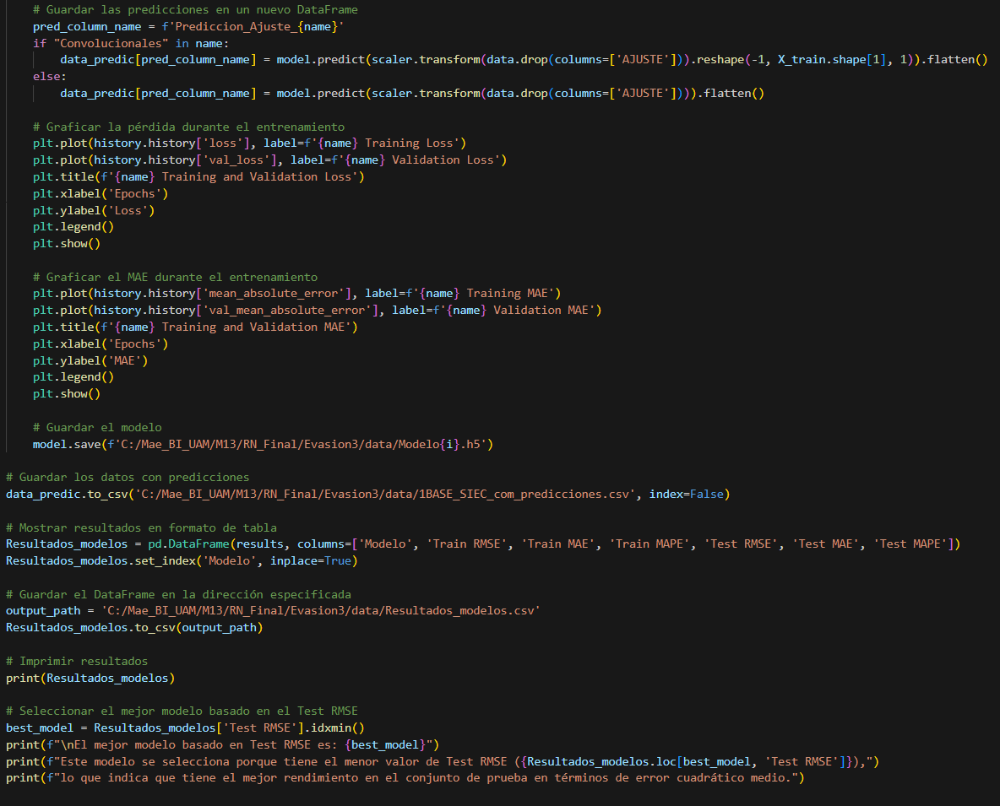 # Guardar las predicciones en un nuevo DataFrame
pred_column_name = f'Prediccion_Ajuste_{name}'
if "Convolucionales" in name:
data_predic[pred_column_name] = model.predict(scaler.transform(data.drop(columns=['AJUSTE'])).reshape(-1, X_train.shape[1], 1)).flatten()
else:
data_predic[pred_column_name] = model.predict(scaler.transform(data.drop(columns=['AJUSTE']))).flatten()
# Graficar la pérdida durante el entrenamiento
plt.plot(history.history['loss'], label=f'{name} Training Loss')
plt.plot(history.history['val_loss'], label=f'{name} Validation Loss')
plt.title(f'{name} Training and Validation Loss')
plt.xlabel('Epochs')
plt.ylabel('Loss')
plt.legend()
plt.show()
# Graficar el MAE durante el entrenamiento
plt.plot(history.history['mean_absolute_error'], label=f'{name} Training MAE')
plt.plot(history.history['val_mean_absolute_error'], label=f'{name} Validation MAE')
plt.title(f'{name} Training and Validation MAE')
plt.xlabel('Epochs')
plt.ylabel('MAE')
plt.legend()
plt.show()
# Guardar el modelo
model.save(f'C:/Mae_BI_UAM/M13/RN_Final/Evasion3/data/Modelo{i}.h5')
# Guardar los datos con predicciones
data_predic.to_csv('C:/Mae_BI_UAM/M13/RN_Final/Evasion3/data/1BASE_SIEC_com_predicciones.csv', index=False)
# Mostrar resultados en formato de tabla
Resultados_modelos = pd.DataFrame(results, columns=['Modelo', 'Train RMSE', 'Train MAE', 'Train MAPE', 'Test RMSE', 'Test MAE', 'Test MAPE'])
Resultados_modelos.set_index('Modelo', inplace=True)
# Guardar el DataFrame en la dirección especificada
output_path = 'C:/Mae_BI_UAM/M13/RN_Final/Evasion3/data/Resultados_modelos.csv'
Resultados_modelos.to_csv(output_path)
# Imprimir resultados
print(Resultados_modelos)
# Seleccionar el mejor modelo basado en el Test RMSE
best_model = Resultados_modelos['Test RMSE'].idxmin()
print(f"\nEl mejor modelo basado en Test RMSE es: {best_model}")
print(f"Este modelo se selecciona porque tiene el menor valor de Test RMSE ({Resultados_modelos.loc[best_model, 'Test RMSE']}),")
print(f"lo que indica que tiene el mejor rendimiento en el conjunto de prueba en términos de error cuadrático medio.")